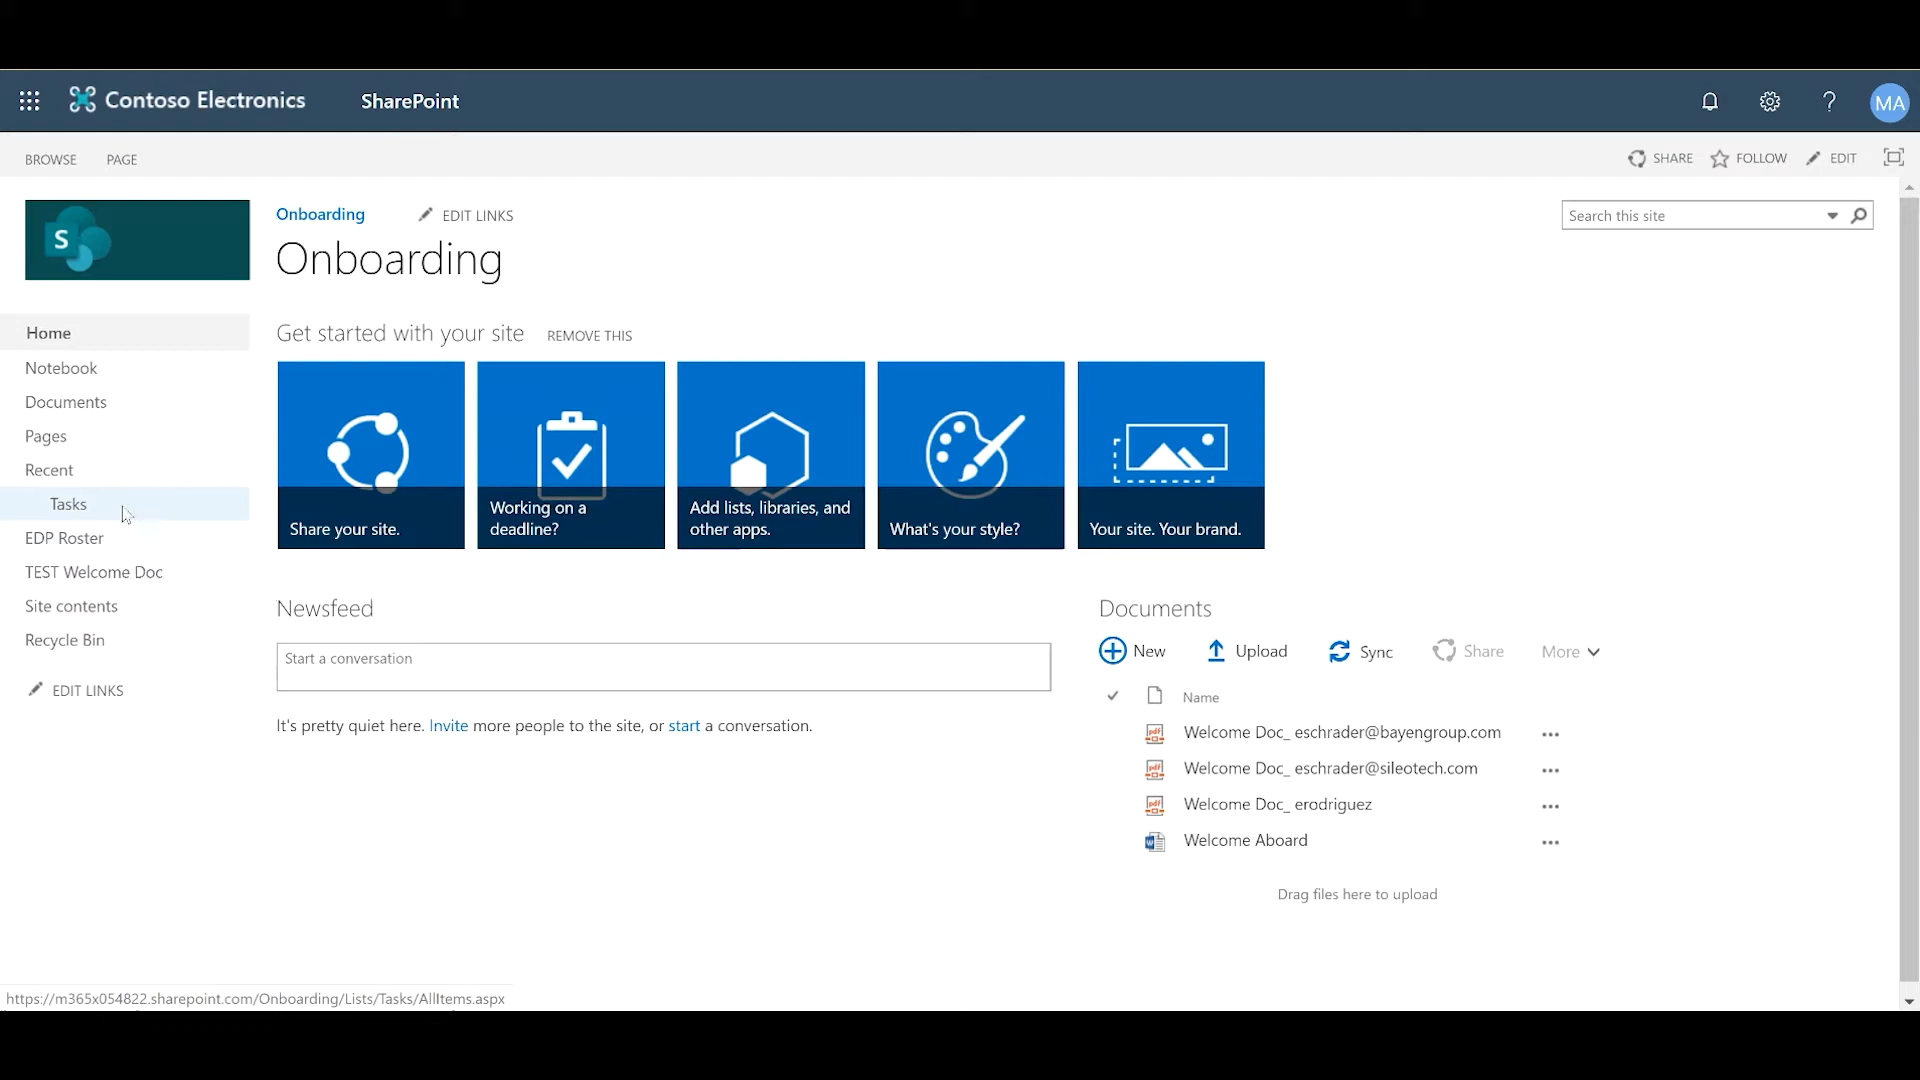 Contoso Electronics
SharePoint
MA
BROWSE
PAGE
SHARE
FOLLOW
EDIT
S
Onboarding
EDIT LINKS
Search this site
Onboarding
Home
Notebook
Documents
Pages
Recent
Tasks
EDP Roster
TEST Welcome Doc
Site contents
Recycle Bin
EDIT LINKS
Get started with your site
REMOVE THIS
Share your site.
Working on a
deadline?
Add lists, libraries, and
other apps.
What's your style?
Your site. Your brand.
Newsfeed
Start a conversation
It's pretty quiet here. Invite more people to the site, or start a conversation.
Documents
New
Upload
Sync
Share
More
Name
Welcome Doc_ eschrader@bayengroup.com
Welcome Doc_ eschrader@sileotech.com
Welcome Doc_ erodriguez
Welcome Aboard
Drag files here to upload
https://m365x054822.sharepoint.com/Onboarding/Lists/Tasks/AllItems.aspx